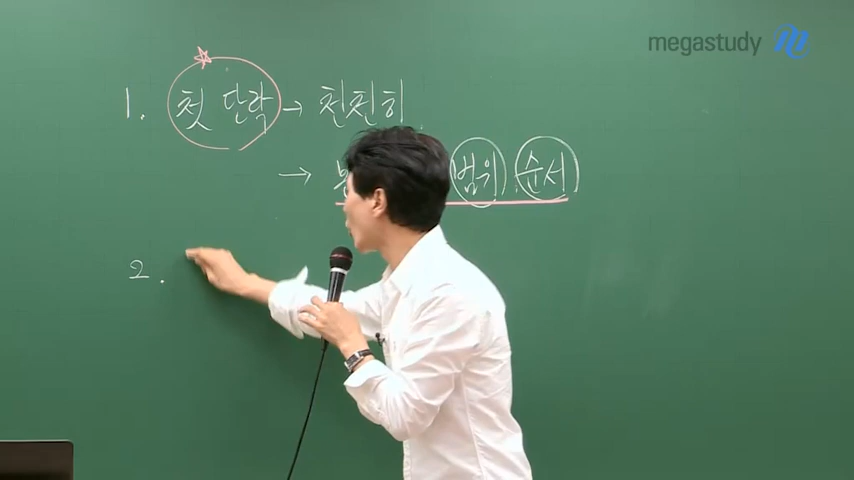 megastudy
1. 첫 단락 → 천천히
→ 범위, 순서
2.